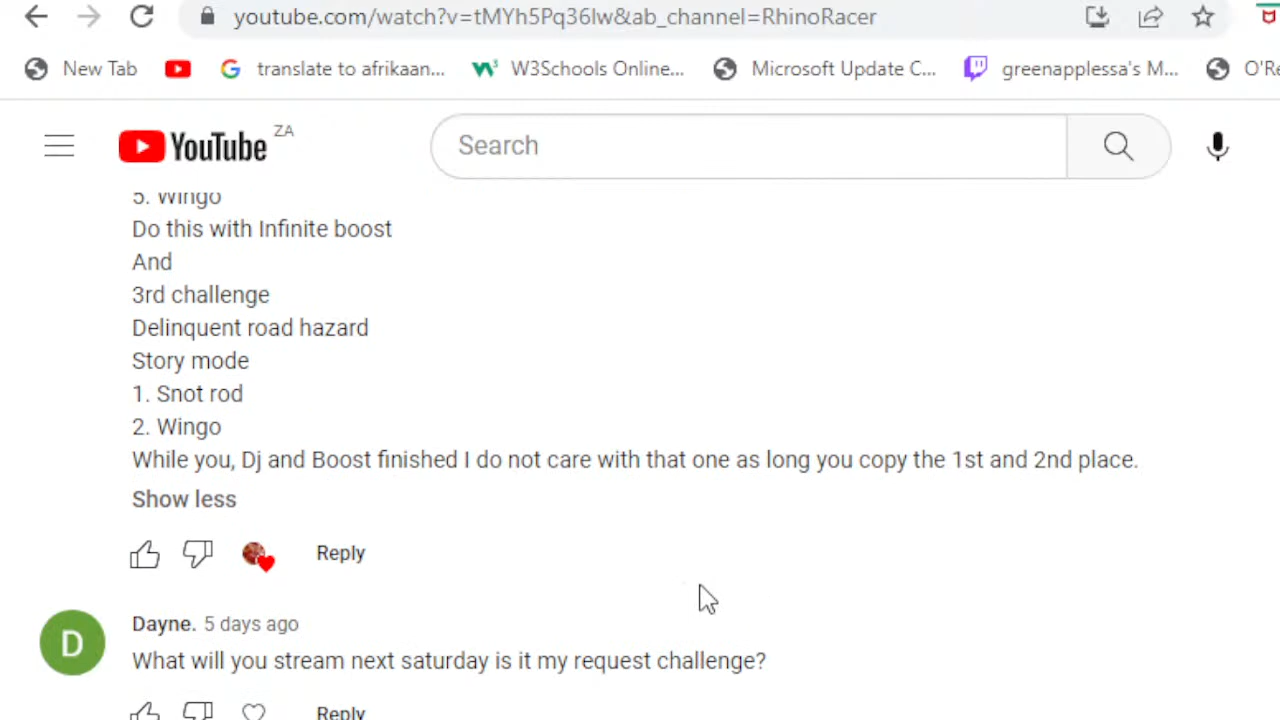 youtube.com/watch?v=tMYh5Pq36lw&ab_channel=RhinoRacer
New Tab translate to afrikaan... W3Schools Online... Microsoft Update C... greenapplessa's M... O'Re
YouTube ZA Search
5. Wingo
Do this with Infinite boost
And
3rd challenge
Delinquent road hazard
Story mode
1. Snot rod
2. Wingo
While you, Dj and Boost finished I do not care with that one as long you copy the 1st and 2nd place.
Show less
Reply
D Dayne. 5 days ago
What will you stream next saturday is it my request challenge?
Reply